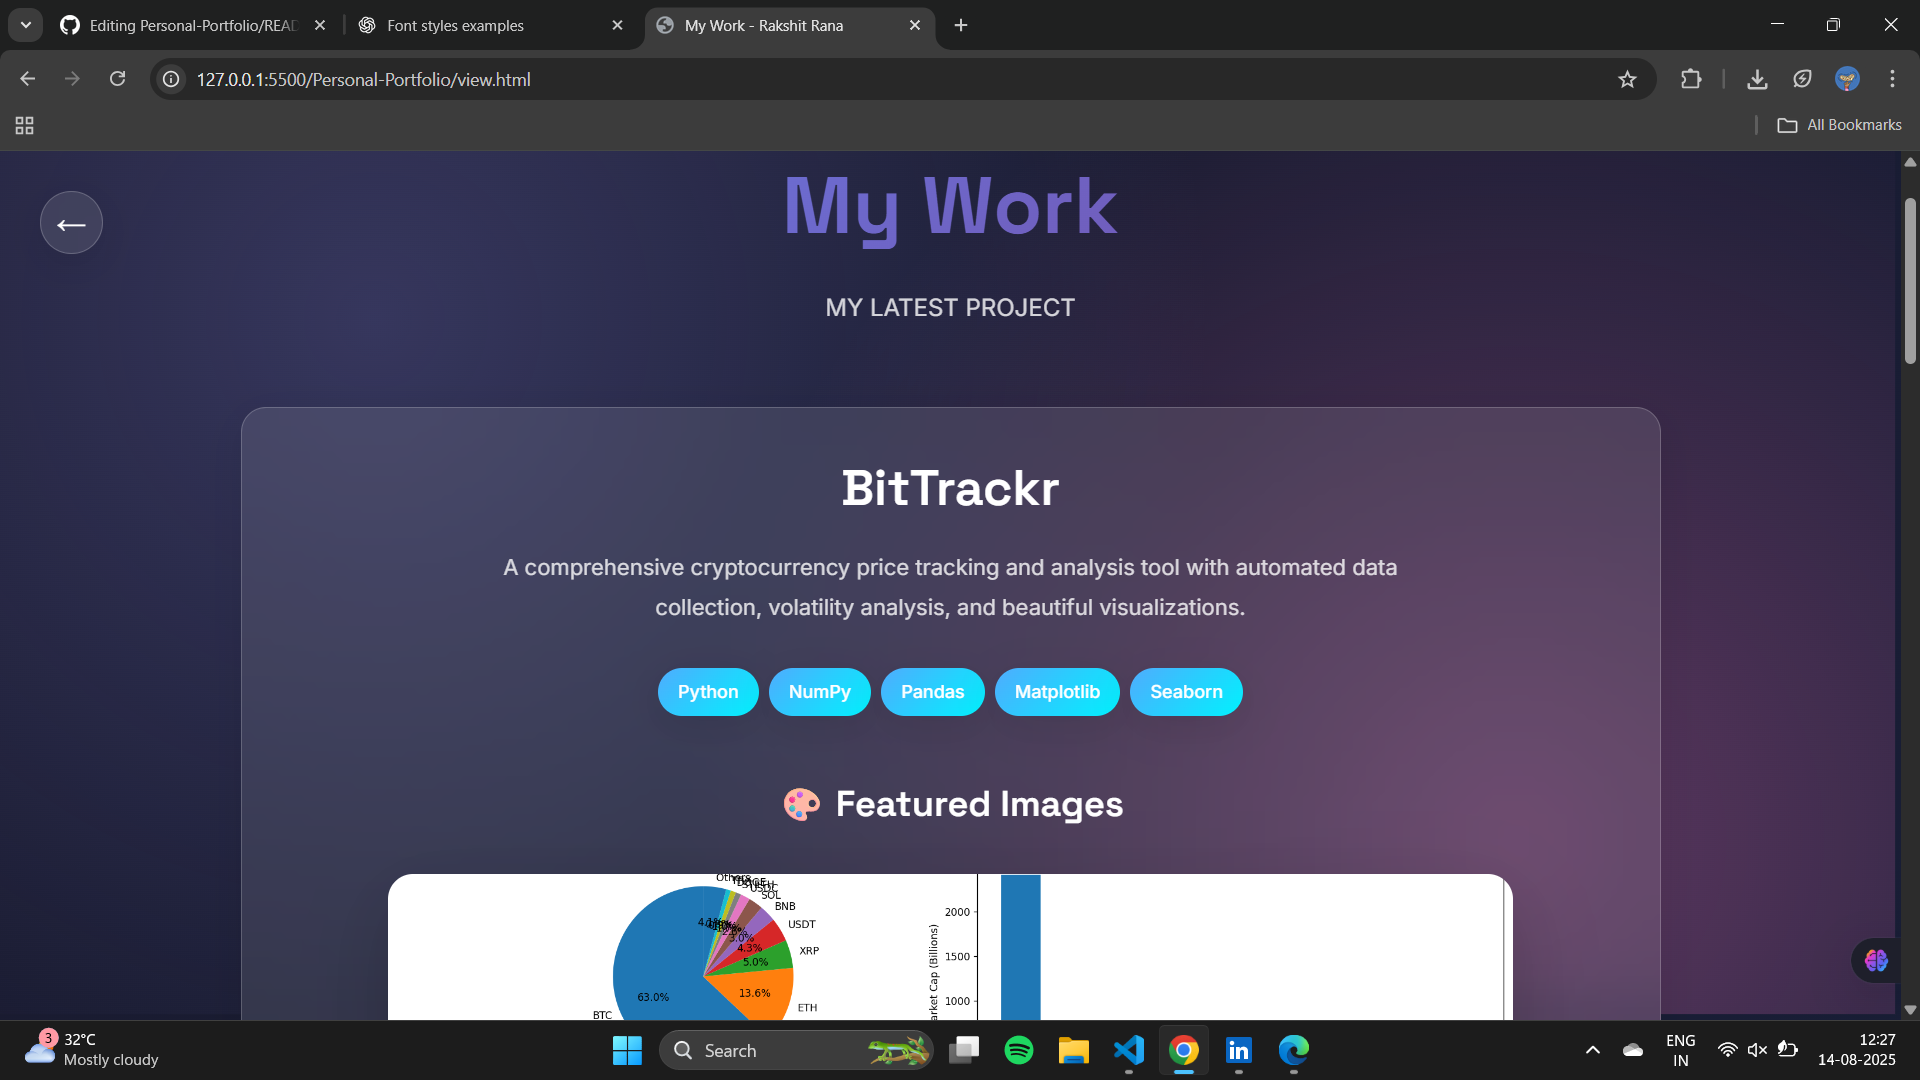 Editing Personal-Portfolio/READ
Font styles examples
My Work - Rakshit Rana
127.0.0.1:5500/Personal-Portfolio/view.html
All Bookmarks
←
My Work
MY LATEST PROJECT
BitTrackr
A comprehensive cryptocurrency price tracking and analysis tool with automated data
collection, volatility analysis, and beautiful visualizations.
Python
NumPy
Pandas
Matplotlib
Seaborn
🎨 Featured Images
Others
USDC
SOL
BNB
USDT
XRP
ETH
BTC
4.1%
3.0%
4.3%
5.0%
13.6%
63.0%
2000
1500
1000
arket Cap (Billions)
3
32°C
Mostly cloudy
Search
in
ENG
IN
12:27
14-08-2025